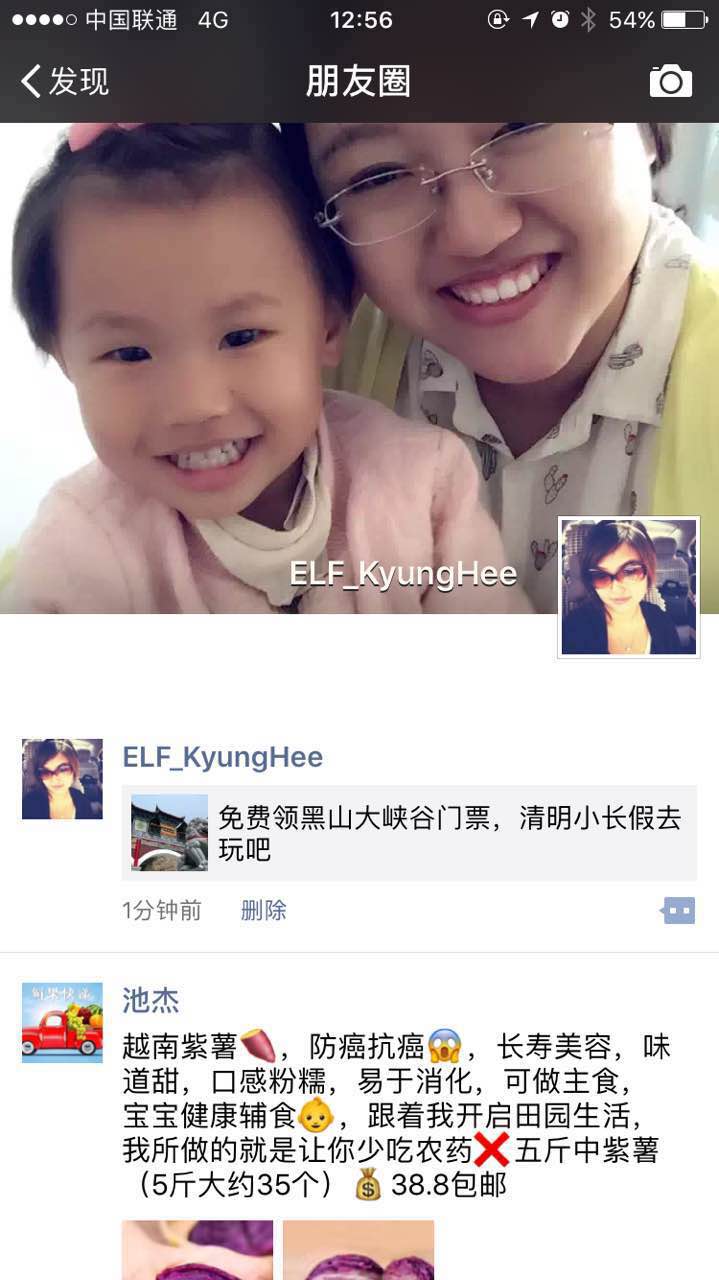 中国联通 4G 12:56 54%
发现 朋友圈
ELF_KyungHee
ELF_KyungHee
免费领黑山大峡谷门票，清明小长假去
玩吧
1分钟前 删除
鲜果快递
池杰
越南紫薯🍠，防癌抗癌😱，长寿美容，味
道甜，口感粉糯，易于消化，可做主食，
宝宝健康辅食👶，跟着我开启田园生活，
我所做的就是让你少吃农药❌五斤中紫薯
（5斤大约35个）💰38.8包邮